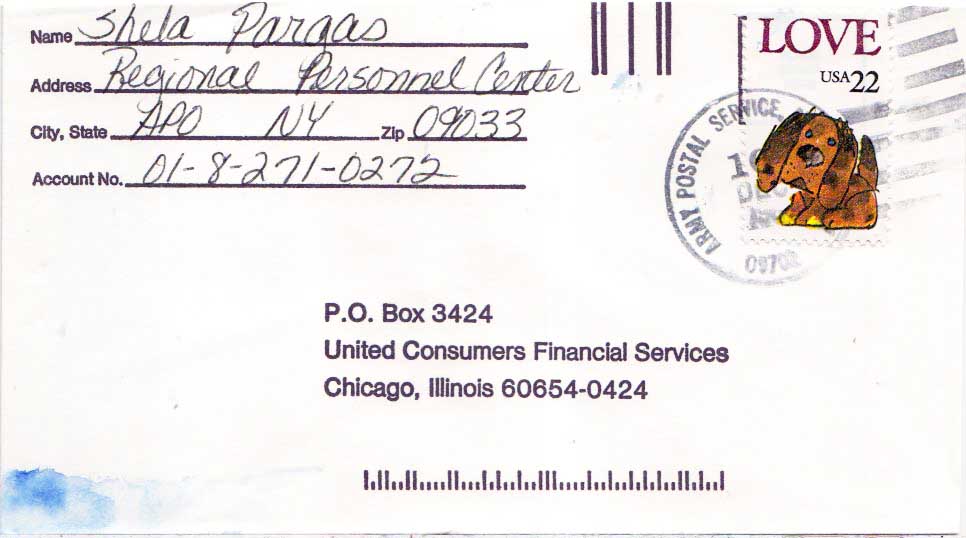 Name Shela Pargas
Address Regional Personnel Center
City, State APO NY Zip 09033
Account No. 01-8-271-0272
LOVE
USA 22
ARMY POSTAL SERVICE
DEC
P.O. Box 3424
United Consumers Financial Services
Chicago, Illinois 60654-0424